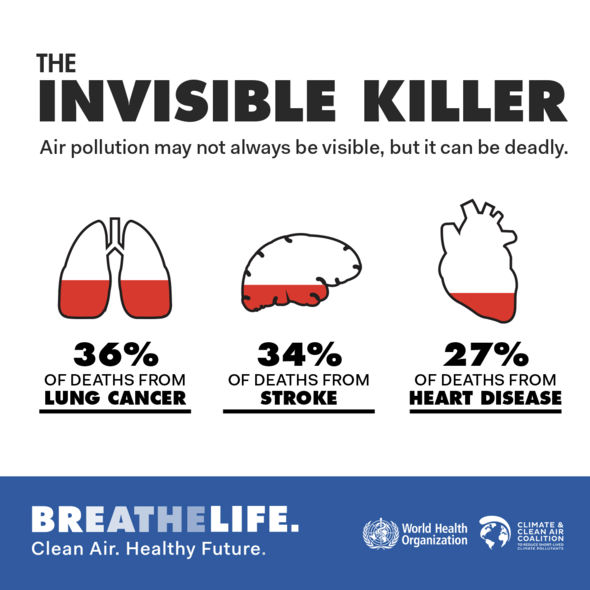 THE
INVISIBLE KILLER
Air pollution may not always be visible, but it can be deadly.
36%
OF DEATHS FROM
LUNG CANCER
34%
OF DEATHS FROM
STROKE
27%
OF DEATHS FROM
HEART DISEASE
BREATHELIFE.
Clean Air. Healthy Future.
World Health
Organization
CLIMATE &
CLEAN AIR
COALITION
TO REDUCE SHORT-LIVED
CLIMATE POLLUTANTS